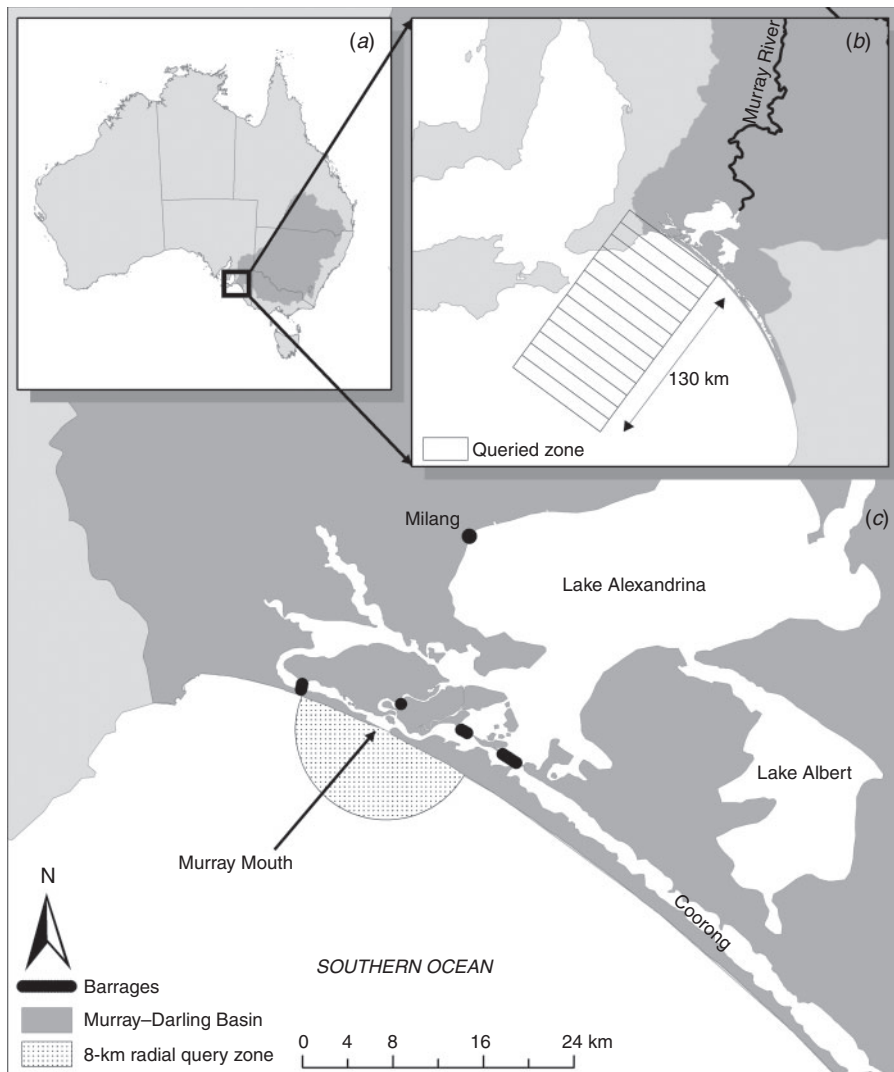 (a)
(b)
Murray River
130 km
Queried zone
(c)
Milang
Lake Alexandrina
Lake Albert
Murray Mouth
Coorong
N
SOUTHERN OCEAN
Barrages
Murray–Darling Basin
8-km radial query zone
0 4 8 16 24 km